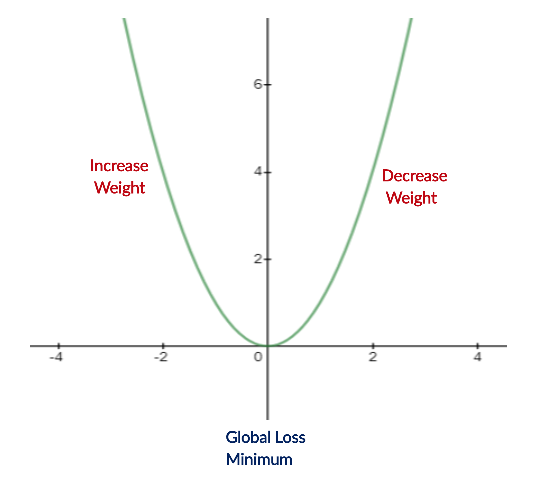 6
Increase
Weight
4
Decrease
Weight
2
-4 -2 0 2 4
Global Loss
Minimum